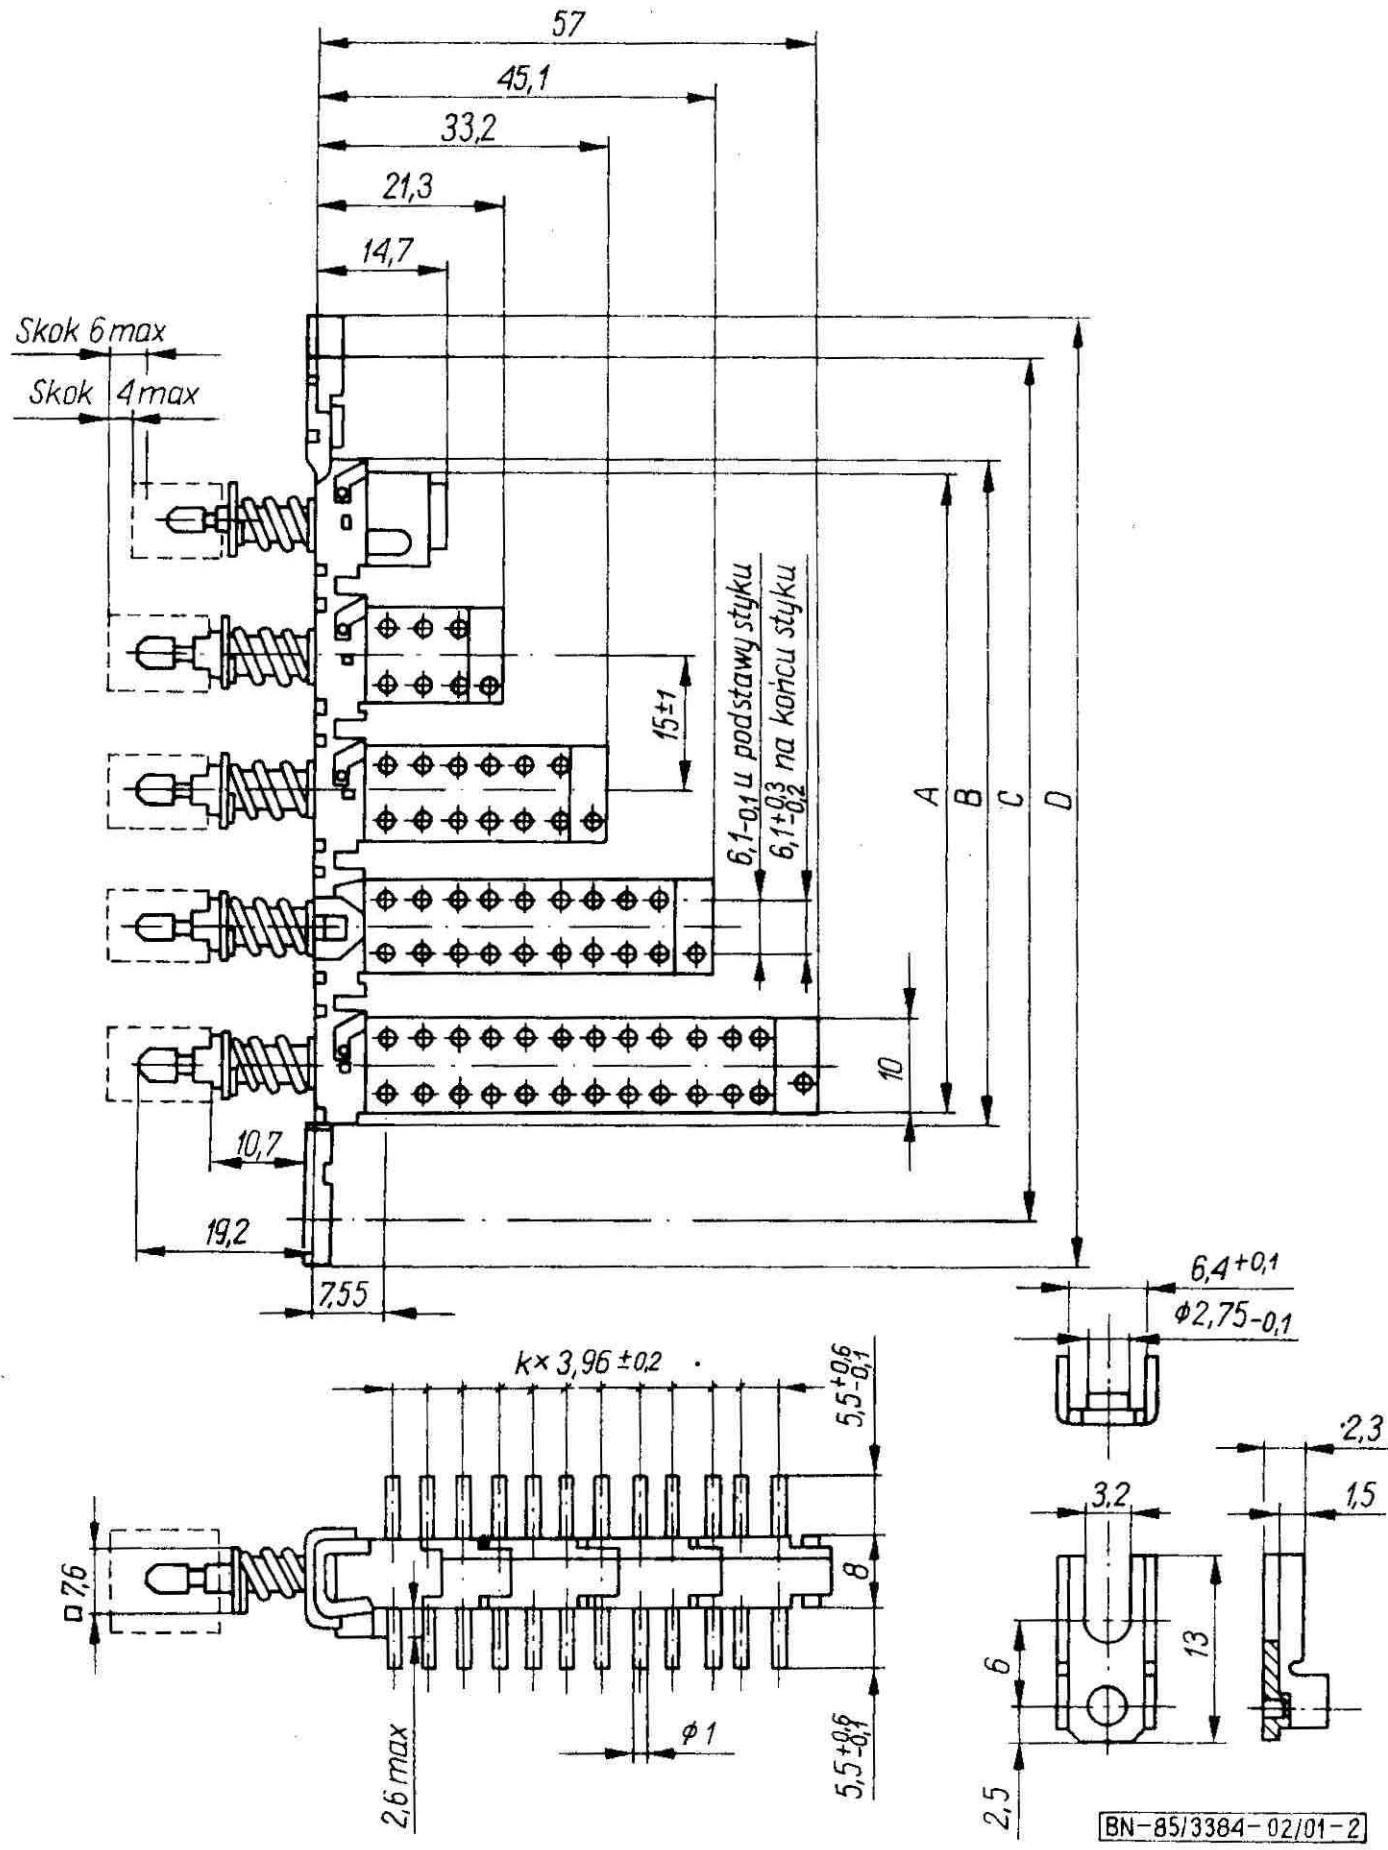 57
45,1
33,2
21,3
14,7
Skok 6 max
Skok 4 max
15±1
6,1-0,1 u podstawy styku
6,1+0,3-0,2 na końcu styku
A
B
C
D
10
10,7
19,2
7,55
6,4+0,1
ϕ2,75-0,1
k×3,96±0,2
5,5+0,6-0,1
2,3
3,2
1,5
□7,6
8
6
13
ϕ1
2,6 max
5,5+0,6-0,1
2,5
BN-85/3384-02/01-2